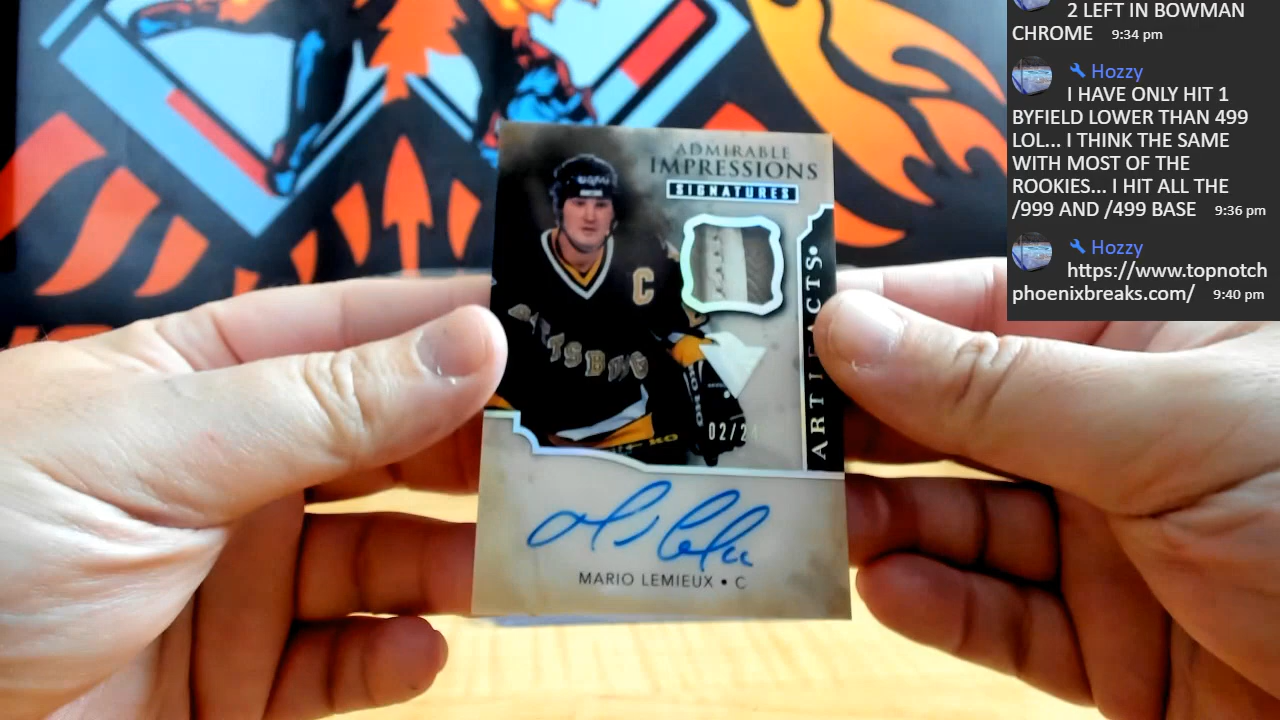 2 LEFT IN BOWMAN
CHROME 9:34 pm
Hozzy
I HAVE ONLY HIT 1
BYFIELD LOWER THAN 499
LOL... I THINK THE SAME
WITH MOST OF THE
ROOKIES... I HIT ALL THE
/999 AND /499 BASE 9:36 pm
Hozzy
https://www.topnotch
phoenixbreaks.com/ 9:40 pm
ADMIRABLE
IMPRESSIONS
SIGNATURES
ARTIFACTS
C
PITTSBURG
MARIO LEMIEUX • C